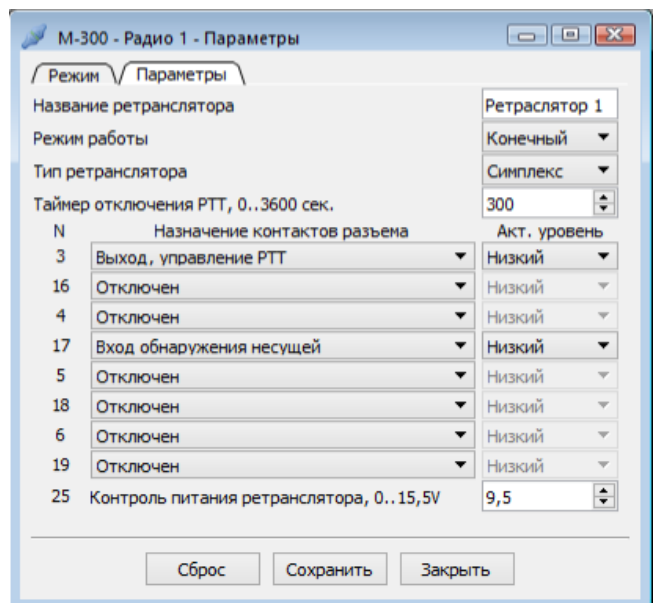 М-300 - Радио 1 - Параметры
Режим Параметры
Название ретранслятора Ретраслятор 1
Режим работы Конечный
Тип ретранслятора Симплекс
Таймер отключения РТТ, 0..3600 сек. 300
N Назначение контактов разъема Акт. уровень
3 Выход, управление РТТ Низкий
16 Отключен Низкий
4 Отключен Низкий
17 Вход обнаружения несущей Низкий
5 Отключен Низкий
18 Отключен Низкий
6 Отключен Низкий
19 Отключен Низкий
25 Контроль питания ретранслятора, 0..15,5V 9,5
Сброс Сохранить Закрыть